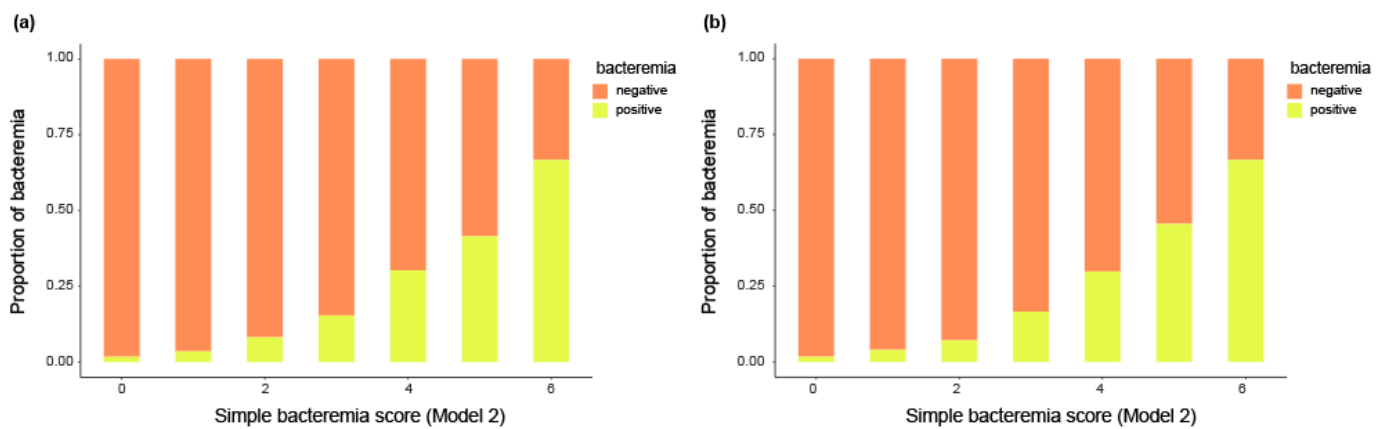 (a)
bacteremia
negative
positive
Proportion of bacteremia
1.00
0.75
0.50
0.25
0.00
0 2 4 6
Simple bacteremia score (Model 2)
(b)
bacteremia
negative
positive
Proportion of bacteremia
1.00
0.75
0.50
0.25
0.00
0 2 4 6
Simple bacteremia score (Model 2)